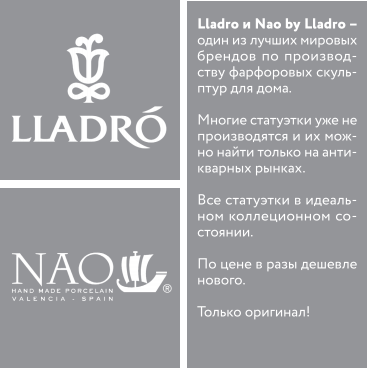 LLADRÓ
NAO
HAND MADE PORCELAIN
VALENCIA - SPAIN
®
Lladro и Nao by Lladro –
один из лучших мировых
брендов по производ-
ству фарфоровых скуль-
птур для дома.
Многие статуэтки уже не
производятся и их мож-
но найти только на анти-
кварных рынках.
Все статуэтки в идеаль-
ном коллеционном со-
стоянии.
По цене в разы дешевле
нового.
Только оригинал!